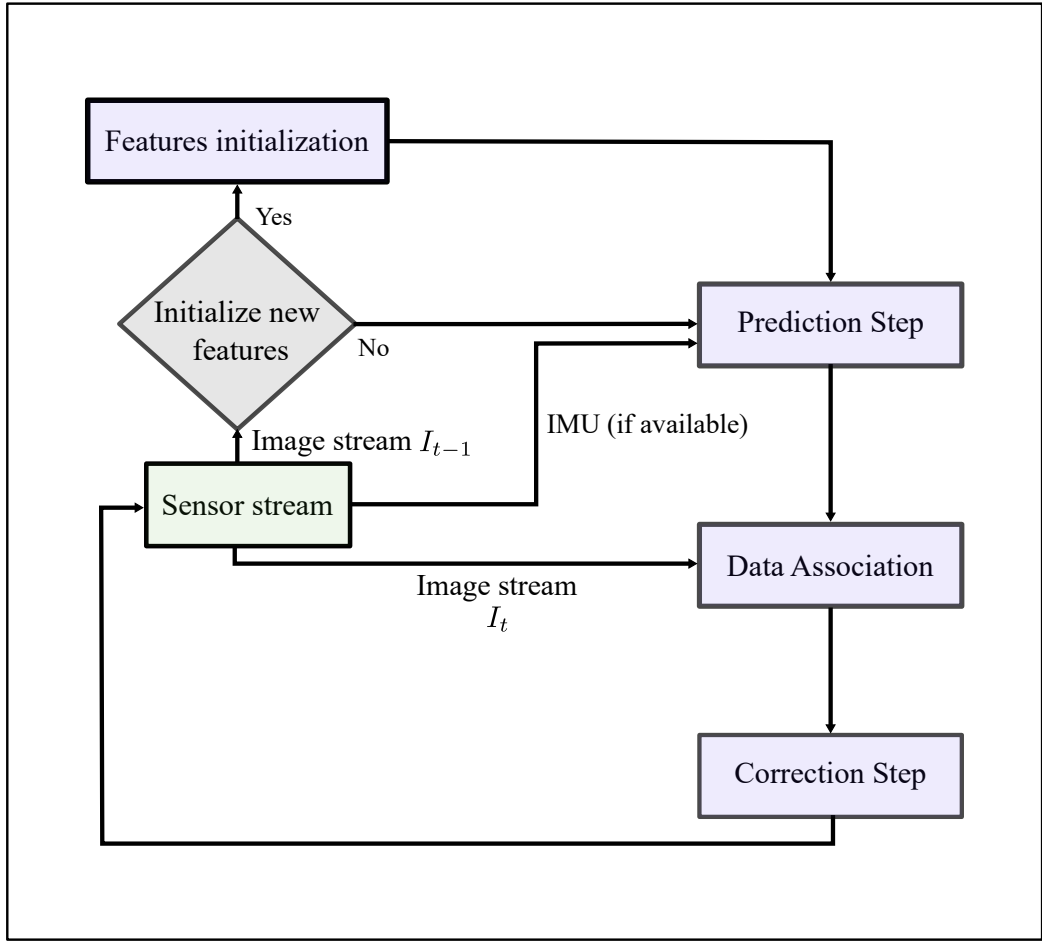 Features initialization
Yes
Initialize new
features
No
Prediction Step
IMU (if available)
Image stream I_{t-1}
Sensor stream
Data Association
Image stream
I_t
Correction Step